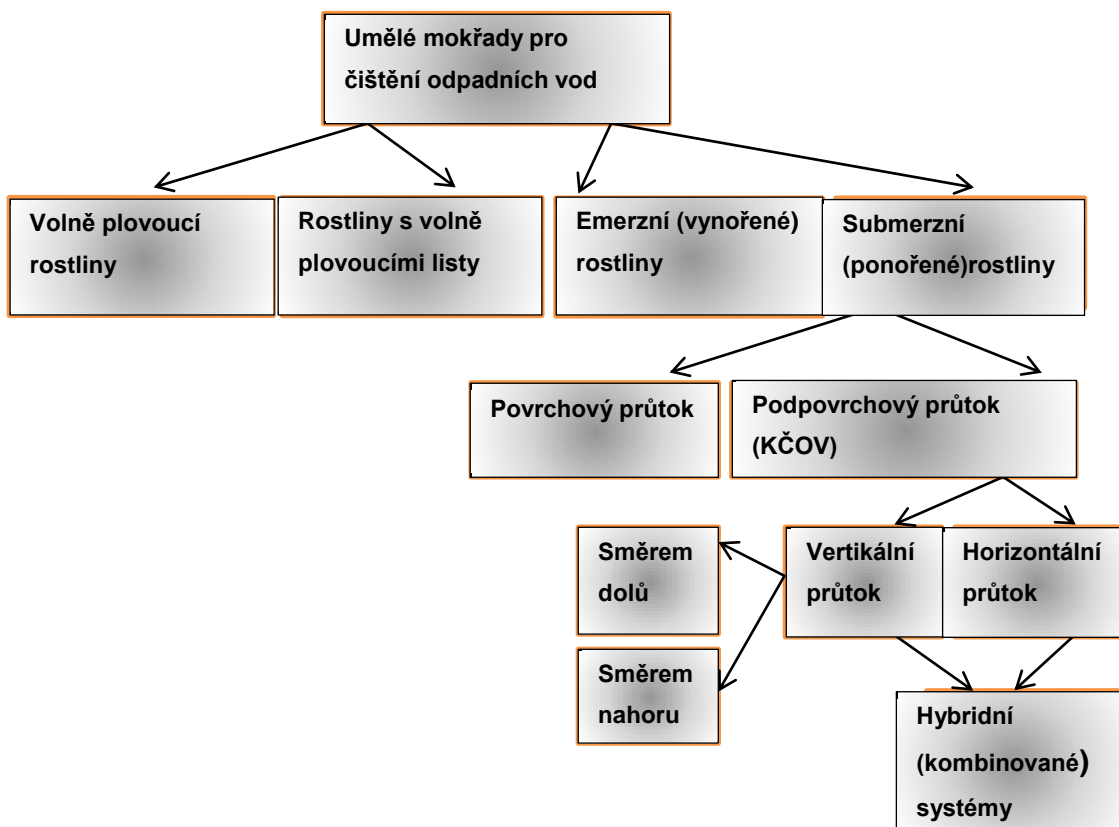 Umělé mokřady pro
čištění odpadních vod
Volně plovoucí
rostliny
Rostliny s volně
plovoucími listy
Emerzní (vynořené)
rostliny
Submerzní
(ponořené)rostliny
Povrchový průtok
Podpovrchový průtok
(KČOV)
Směrem
dolů
Vertikální
průtok
Horizontální
průtok
Směrem
nahoru
Hybridní
(kombinované)
systémy